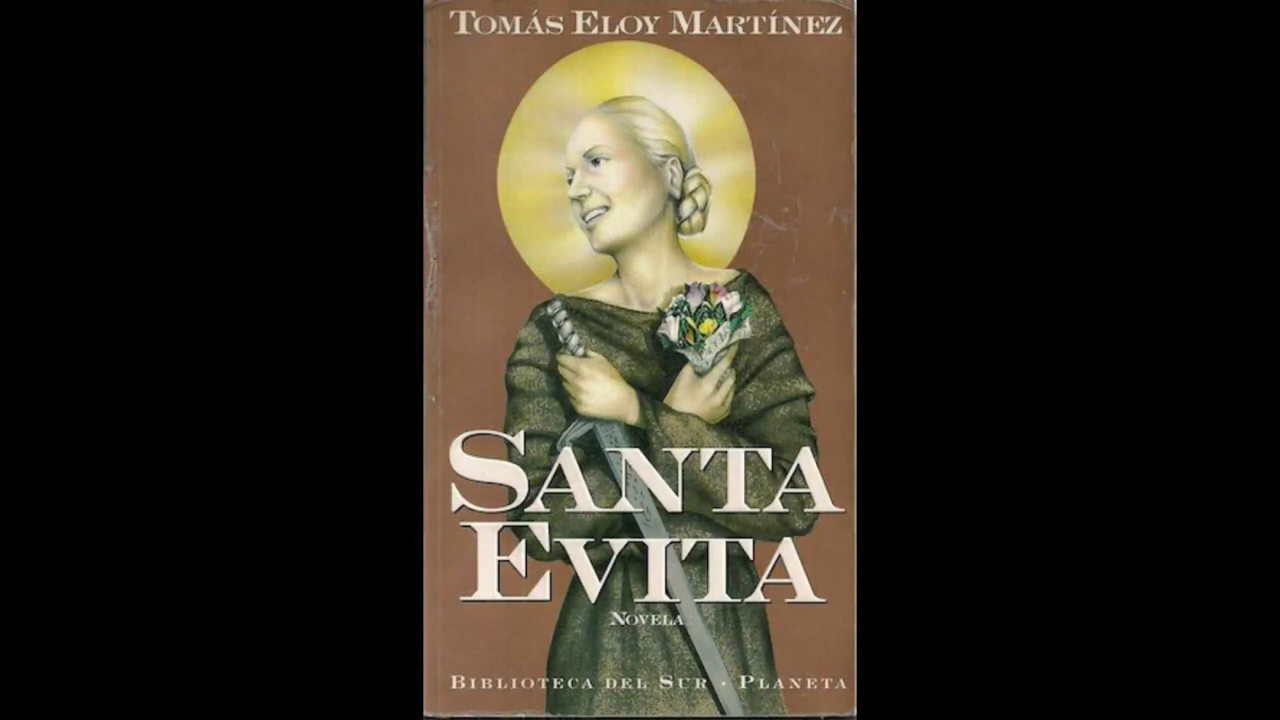 Tomás Eloy Martínez
Santa
Evita
Novela
Biblioteca del Sur · Planeta